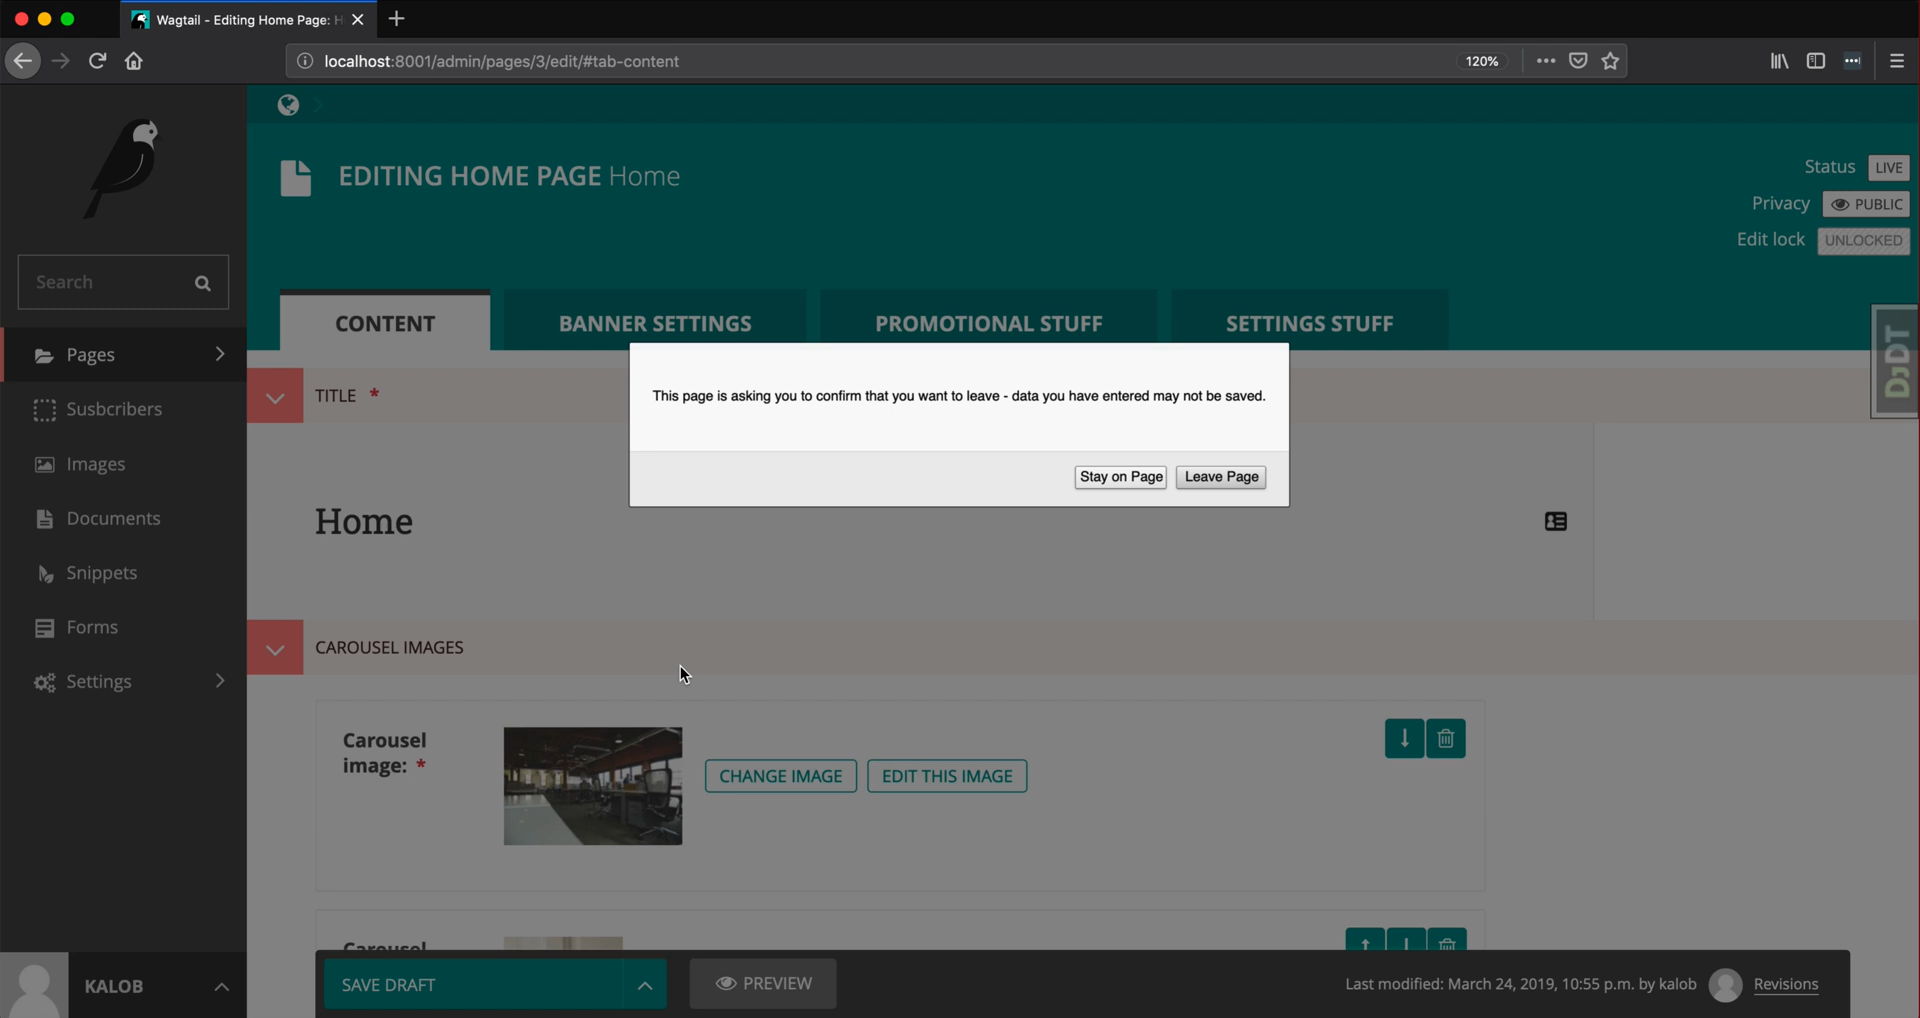 Wagtail - Editing Home Page: H
localhost:8001/admin/pages/3/edit/#tab-content
120%
EDITING HOME PAGE Home
Status LIVE
Privacy PUBLIC
Edit lock UNLOCKED
Search
CONTENT
BANNER SETTINGS
PROMOTIONAL STUFF
SETTINGS STUFF
DJDT
Pages
Susbcribers
Images
Documents
Snippets
Forms
Settings
TITLE *
This page is asking you to confirm that you want to leave - data you have entered may not be saved.
Stay on Page
Leave Page
Home
CAROUSEL IMAGES
Carousel
image: *
CHANGE IMAGE
EDIT THIS IMAGE
Carousel
KALOB
SAVE DRAFT
PREVIEW
Last modified: March 24, 2019, 10:55 p.m. by kalob
Revisions